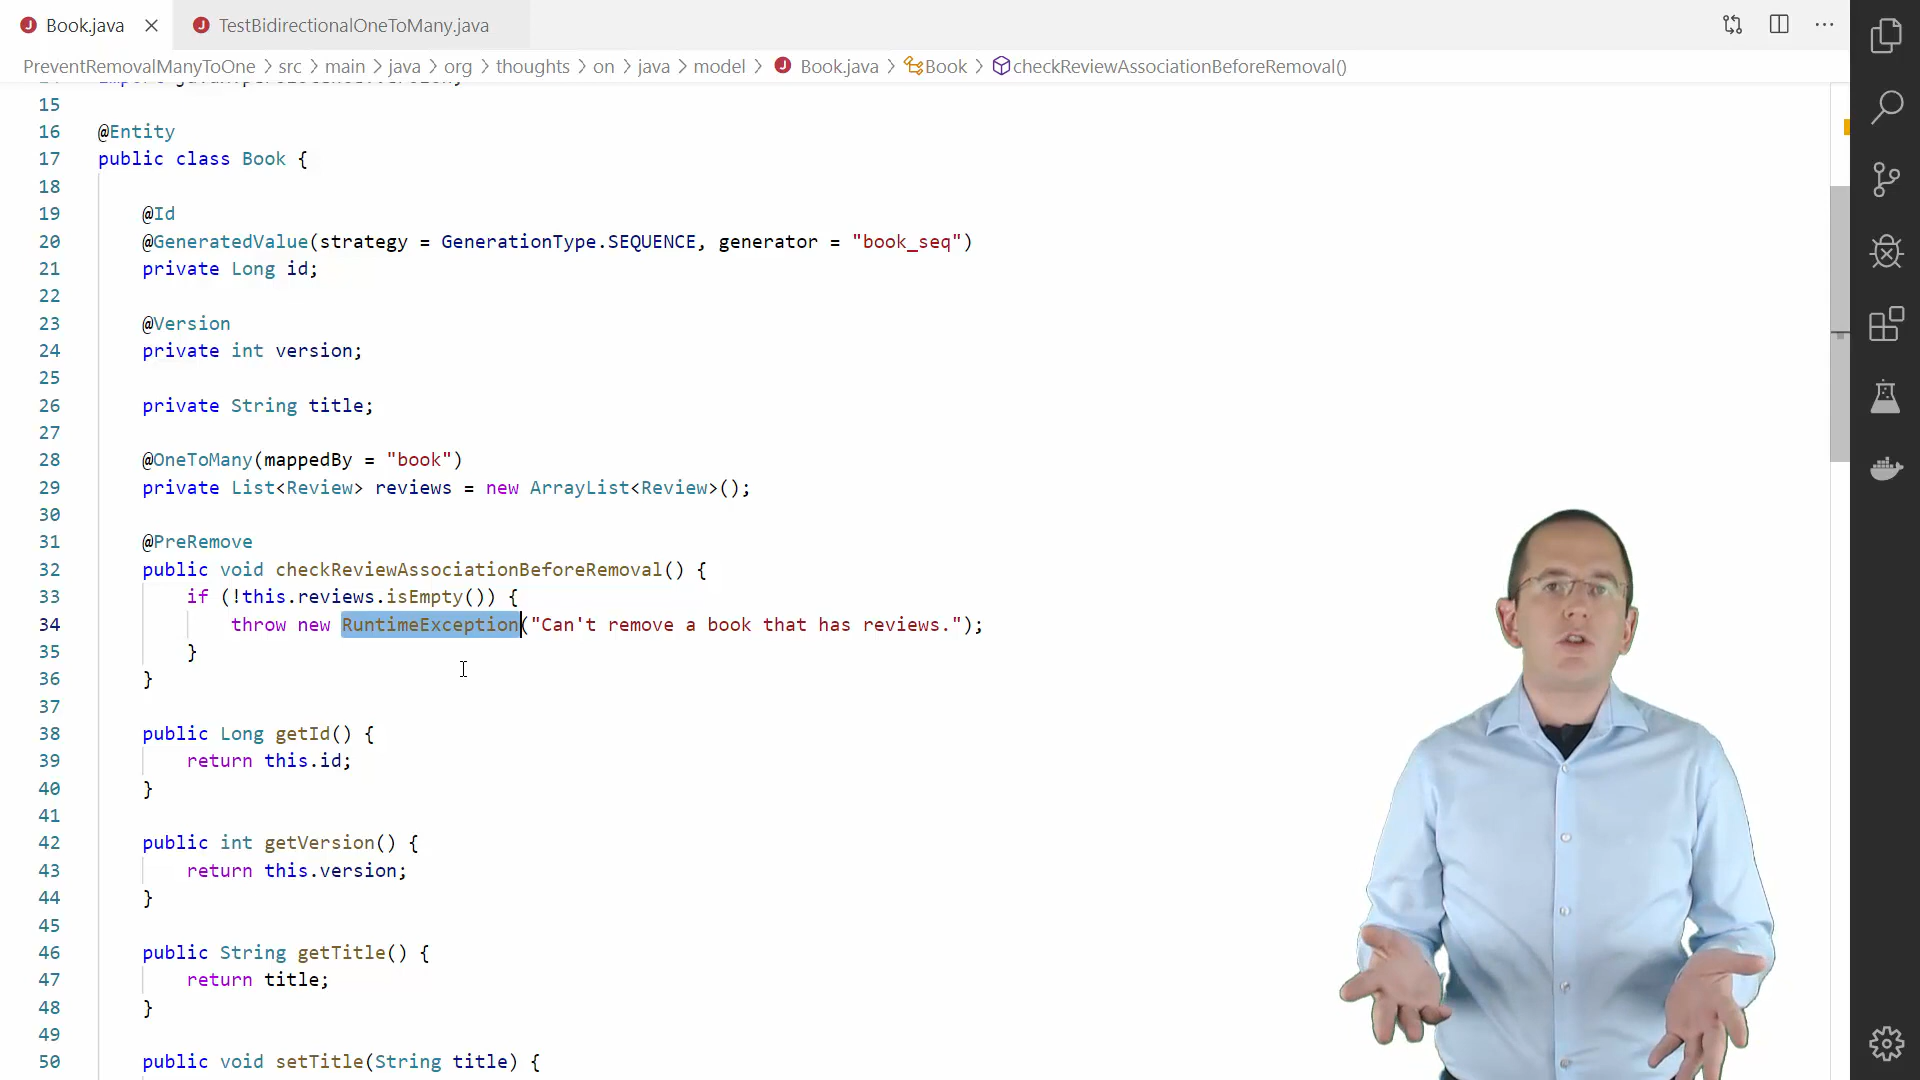 Book.java
TestBidirectionalOneToMany.java
PreventRemovalManyToOne > src > main > java > org > thoughts > on > java > model > Book.java > Book > checkReviewAssociationBeforeRemoval()
15
16 @Entity
17 public class Book {
18
19 @Id
20 @GeneratedValue(strategy = GenerationType.SEQUENCE, generator = "book_seq")
21 private Long id;
22
23 @Version
24 private int version;
25
26 private String title;
27
28 @OneToMany(mappedBy = "book")
29 private List<Review> reviews = new ArrayList<Review>();
30
31 @PreRemove
32 public void checkReviewAssociationBeforeRemoval() {
33 if (!this.reviews.isEmpty()) {
34 throw new RuntimeException("Can't remove a book that has reviews.");
35 }
36 }
37
38 public Long getId() {
39 return this.id;
40 }
41
42 public int getVersion() {
43 return this.version;
44 }
45
46 public String getTitle() {
47 return title;
48 }
49
50 public void setTitle(String title) {